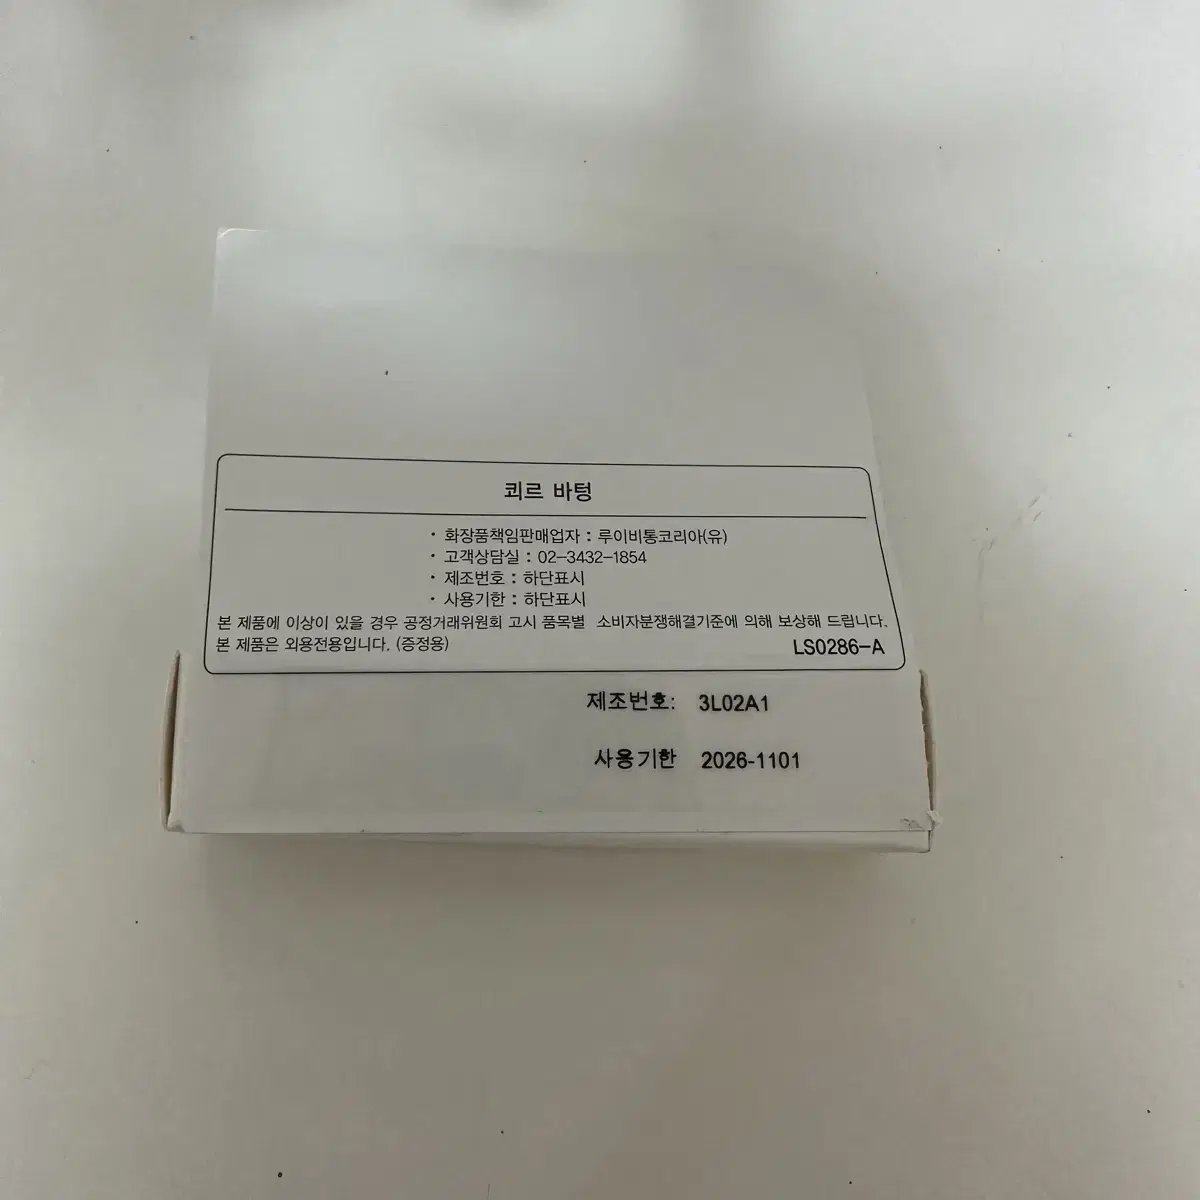 쾨르 바텅
· 화장품책임판매업자 : 루이비통코리아(유)
· 고객상담실 : 02-3432-1854
· 제조번호 : 하단표시
· 사용기한 : 하단표시
본 제품에 이상이 있을 경우 공정거래위원회 고시 품목별 소비자분쟁해결기준에 의해 보상해 드립니다.
본 제품은 외용전용입니다. (증정용) LS0286-A
제조번호: 3L02A1
사용기한 2026-1101